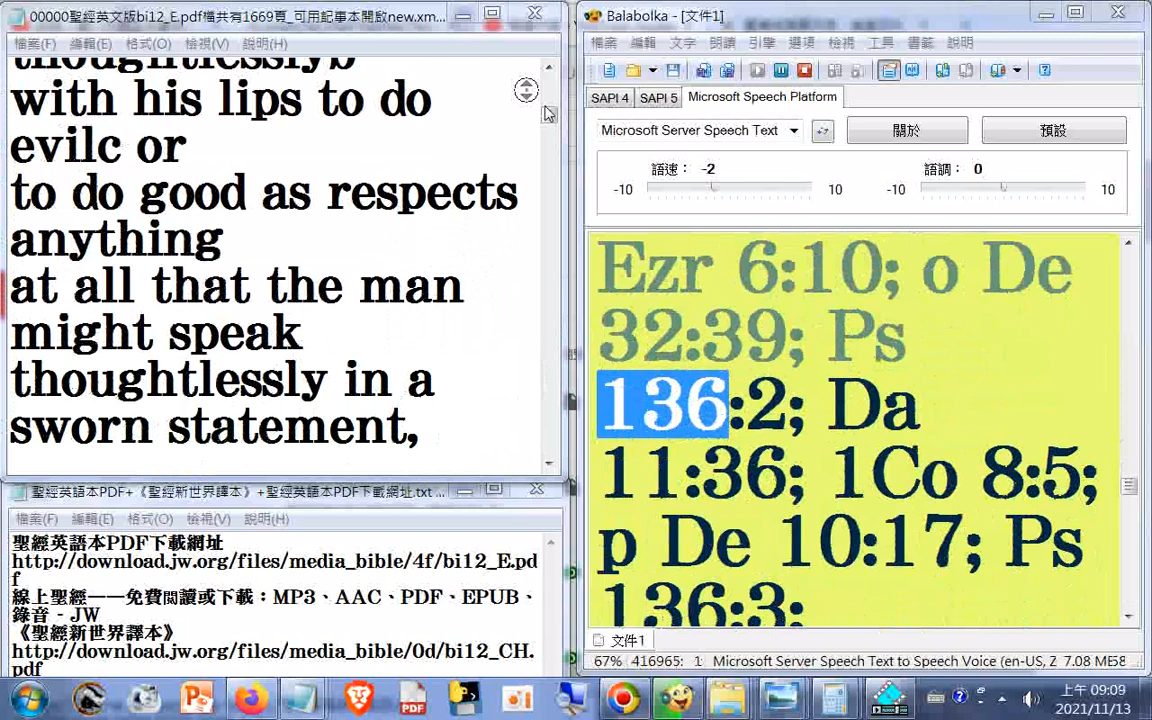 00000聖經英文版bi12_E.pdf檔共有1669頁_可用記事本開啟new.xm...
檔案(F) 編輯(E) 格式(O) 檢視(V) 說明(H)
thoughtlesslyb
with his lips to do
evilc or
to do good as respects
anything
at all that the man
might speak
thoughtlessly in a
sworn statement,
聖經英語本PDF+《聖經新世界譯本》+聖經英語本PDF下載網址.txt ...
檔案(F) 編輯(E) 格式(O) 檢視(V) 說明(H)
聖經英語本PDF下載網址
http://download.jw.org/files/media_bible/4f/bi12_E.pd
f
線上聖經──免費閱讀或下載：MP3、AAC、PDF、EPUB、
錄音 - JW
《聖經新世界譯本》
http://download.jw.org/files/media_bible/0d/bi12_CH.
pdf
Balabolka - [文件1]
檔案 編輯 文字 朗讀 引擎 選項 檢視 工具 書籤 說明
SAPI 4 SAPI 5 Microsoft Speech Platform
Microsoft Server Speech Text 關於 預設
語速： -2 語調： 0
-10 10 -10 10
Ezr 6:10; o De
32:39; Ps
136:2; Da
11:36; 1Co 8:5;
p De 10:17; Ps
136:3;
文件1
67% 416965: 1 Microsoft Server Speech Text to Speech Voice (en-US, Z 7.08 ME58
PDF
上午 09:09
2021/11/13